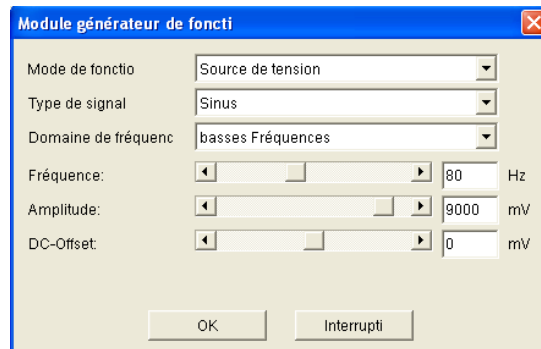 Module générateur de foncti
Mode de fonctio Source de tension
Type de signal Sinus
Domaine de fréquenc basses Fréquences
Fréquence: 80 Hz
Amplitude: 9000 mV
DC-Offset: 0 mV
OK Interrupti